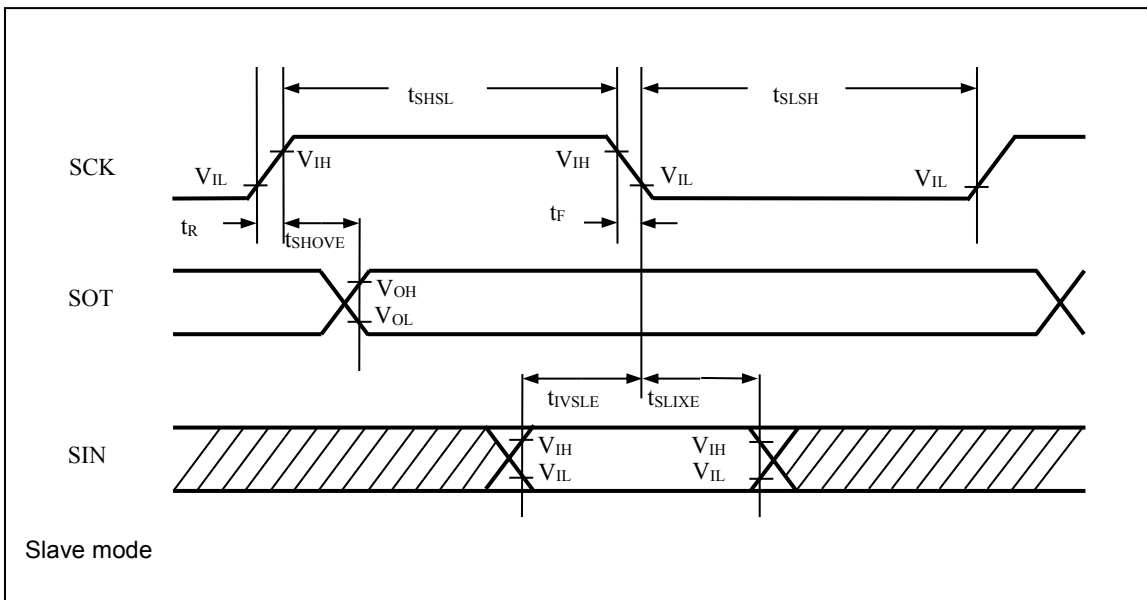 tSHSL tSLSH
SCK VIL VIH VIH VIL VIL
tR tSHOVE tF
SOT VOH
VOL
tIVSLE tSLIXE
SIN VIH VIH
VIL VIL
Slave mode